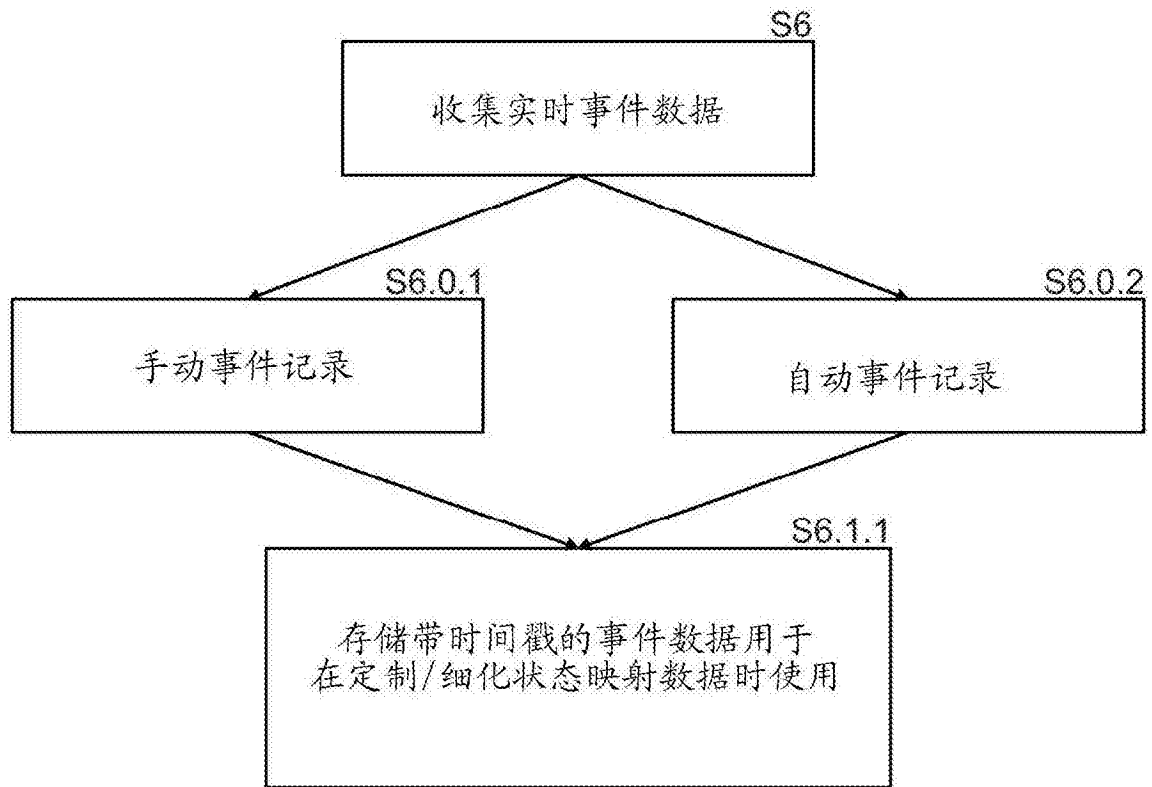 S6
收集实时事件数据
S6.0.1
手动事件记录
S6.0.2
自动事件记录
S6.1.1
存储带时间戳的事件数据用于
在定制/细化状态映射数据时使用